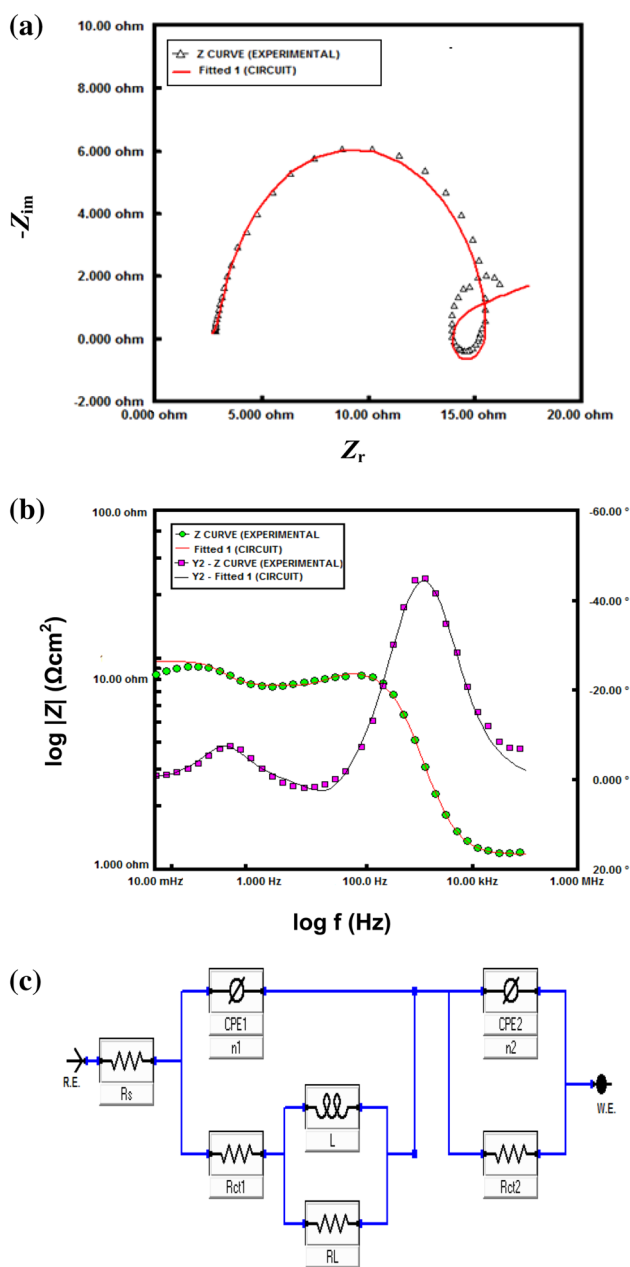 (a)
10.00 ohm
Z CURVE (EXPERIMENTAL)
Fitted 1 (CIRCUIT)
8.000 ohm
6.000 ohm
-Zim
4.000 ohm
2.000 ohm
0.000 ohm
-2.000 ohm
0.000 ohm 5.000 ohm 10.00 ohm 15.00 ohm 20.00 ohm
Zr
(b)
100.0 ohm -60.00 °
Z CURVE (EXPERIMENTAL
Fitted 1 (CIRCUIT)
Y2 - Z CURVE (EXPERIMENTAL)
Y2 - Fitted 1 (CIRCUIT)
-40.00 °
log |Z| (Ωcm²)
10.00 ohm -20.00 °
0.000 °
1.000 ohm 20.00 °
10.00 mHz 1.000 Hz 100.0 Hz 10.00 kHz 1.000 MHz
log f (Hz)
(c)
CPE1 CPE2
n1 n2
R.E. Rs L W.E.
Rct1 Rct2
RL